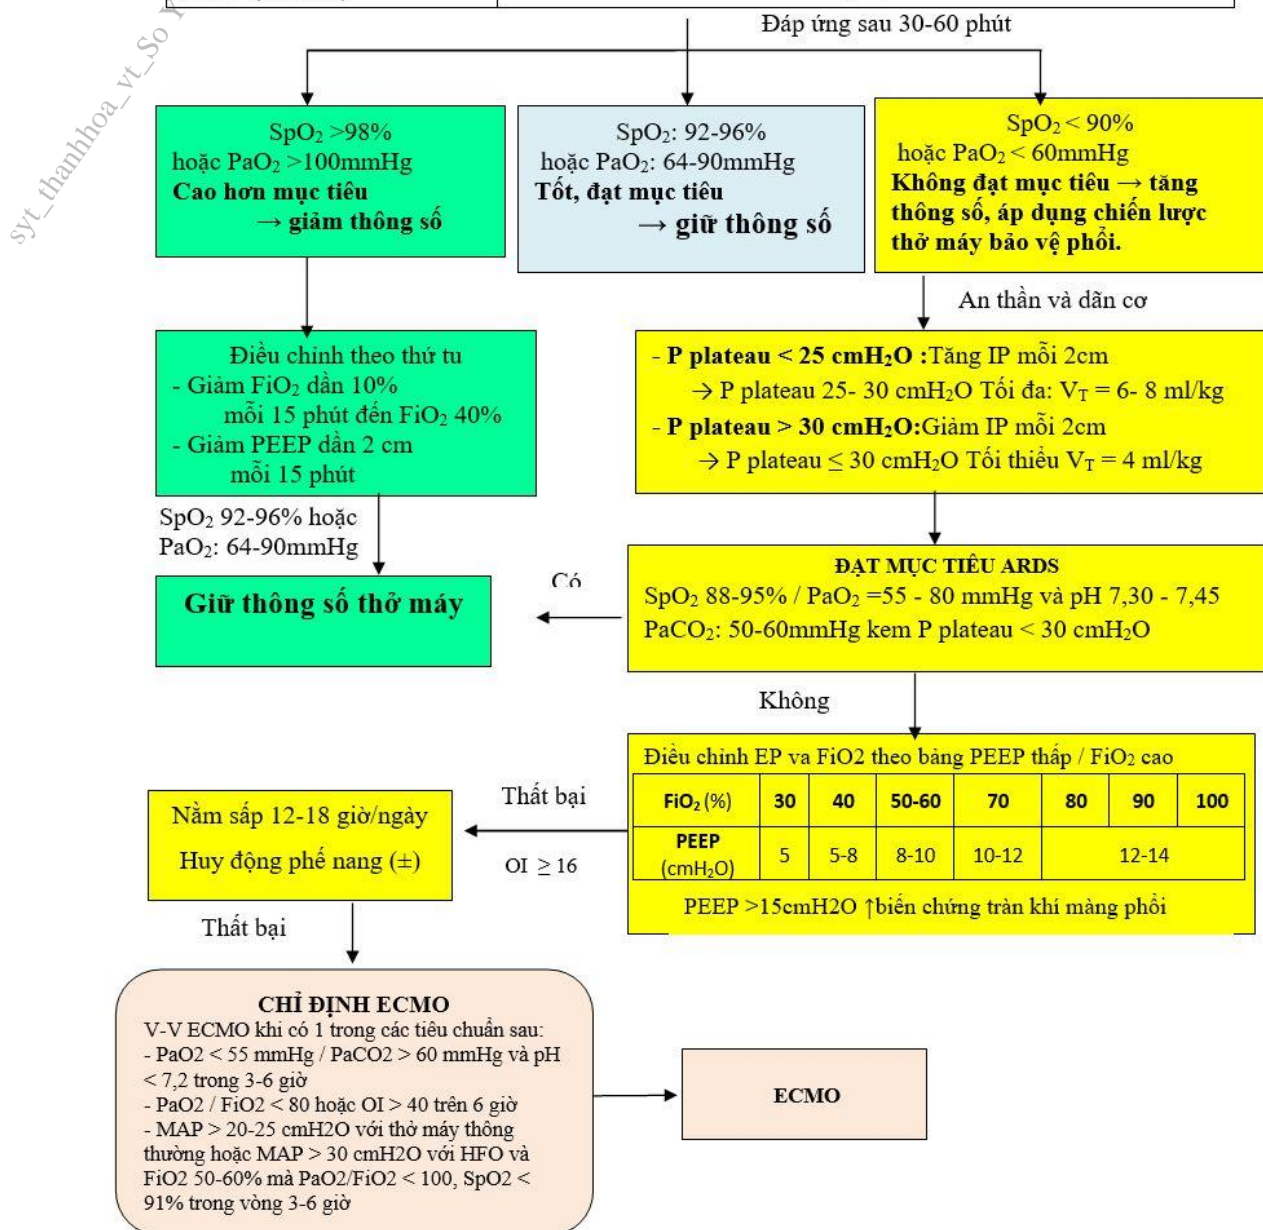 Đáp ứng sau 30-60 phút
syt_thanhhoa_vt_So Y
SpO₂ >98%
hoặc PaO₂ >100mmHg
Cao hơn mục tiêu
→ giảm thông số
SpO₂: 92-96%
hoặc PaO₂: 64-90mmHg
Tốt, đạt mục tiêu
→ giữ thông số
SpO₂ < 90%
hoặc PaO₂ < 60mmHg
Không đạt mục tiêu → tăng
thông số, áp dụng chiến lược
thở máy bảo vệ phổi.
An thần và dãn cơ
Điều chỉnh theo thứ tu
- Giảm FiO₂ dần 10%
mỗi 15 phút đến FiO₂ 40%
- Giảm PEEP dần 2 cm
mỗi 15 phút
- P plateau < 25 cmH₂O :Tăng IP mỗi 2cm
→ P plateau 25- 30 cmH₂O Tối đa: V_T = 6- 8 ml/kg
- P plateau > 30 cmH₂O:Giảm IP mỗi 2cm
→ P plateau ≤ 30 cmH₂O Tối thiểu V_T = 4 ml/kg
SpO₂ 92-96% hoặc
PaO₂: 64-90mmHg
Giữ thông số thở máy
Có
ĐẠT MỤC TIÊU ARDS
SpO₂ 88-95% / PaO₂ =55 - 80 mmHg và pH 7,30 - 7,45
PaCO₂: 50-60mmHg kem P plateau < 30 cmH₂O
Không
Điều chỉnh EP va FiO2 theo bảng PEEP thấp / FiO₂ cao
FiO₂ (%) 30 40 50-60 70 80 90 100
PEEP (cmH₂O) 5 5-8 8-10 10-12 12-14
PEEP >15cmH2O ↑biến chứng tràn khí màng phổi
Thất bại
OI ≥ 16
Nằm sấp 12-18 giờ/ngày
Huy động phế nang (±)
Thất bại
CHỈ ĐỊNH ECMO
V-V ECMO khi có 1 trong các tiêu chuẩn sau:
- PaO2 < 55 mmHg / PaCO2 > 60 mmHg và pH
< 7,2 trong 3-6 giờ
- PaO2 / FiO2 < 80 hoặc OI > 40 trên 6 giờ
- MAP > 20-25 cmH2O với thở máy thông
thường hoặc MAP > 30 cmH2O với HFO và
FiO2 50-60% mà PaO2/FiO2 < 100, SpO2 <
91% trong vòng 3-6 giờ
ECMO